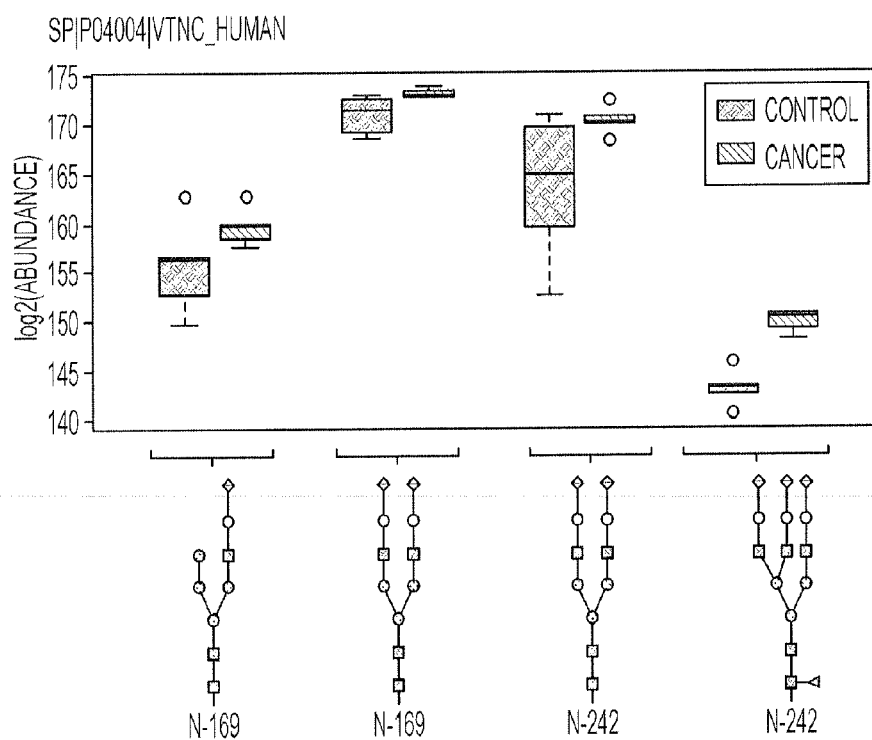 SP|P04004|VTNC_HUMAN
log2(ABUNDANCE)
175
170
165
160
155
150
145
140
CONTROL
CANCER
N-169
N-169
N-242
N-242